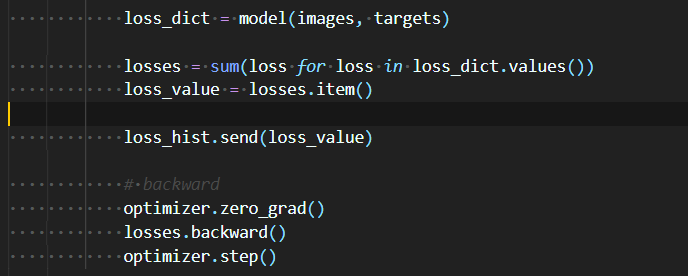 loss_dict = model(images, targets)
losses = sum(loss for loss in loss_dict.values())
loss_value = losses.item()
loss_hist.send(loss_value)
# backward
optimizer.zero_grad()
losses.backward()
optimizer.step()